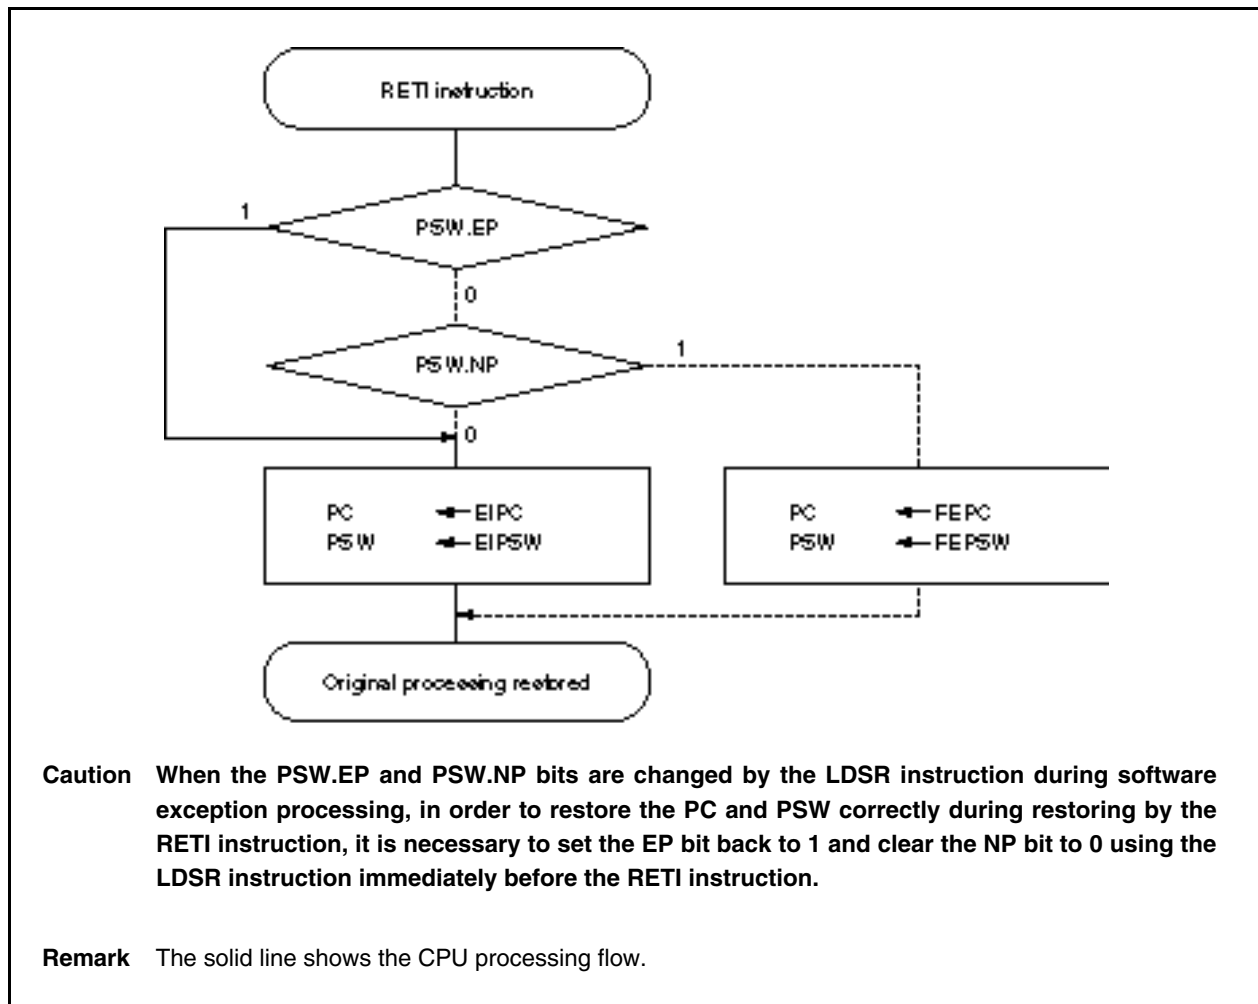 RETI instruction
1
PSW.EP
0
PSW.NP
1
0
PC ← EIPC
PSW ← EIPSW
PC ← FEPC
PSW ← FEPSW
Original processing restored
Caution When the PSW.EP and PSW.NP bits are changed by the LDSR instruction during software
exception processing, in order to restore the PC and PSW correctly during restoring by the
RETI instruction, it is necessary to set the EP bit back to 1 and clear the NP bit to 0 using the
LDSR instruction immediately before the RETI instruction.
Remark The solid line shows the CPU processing flow.